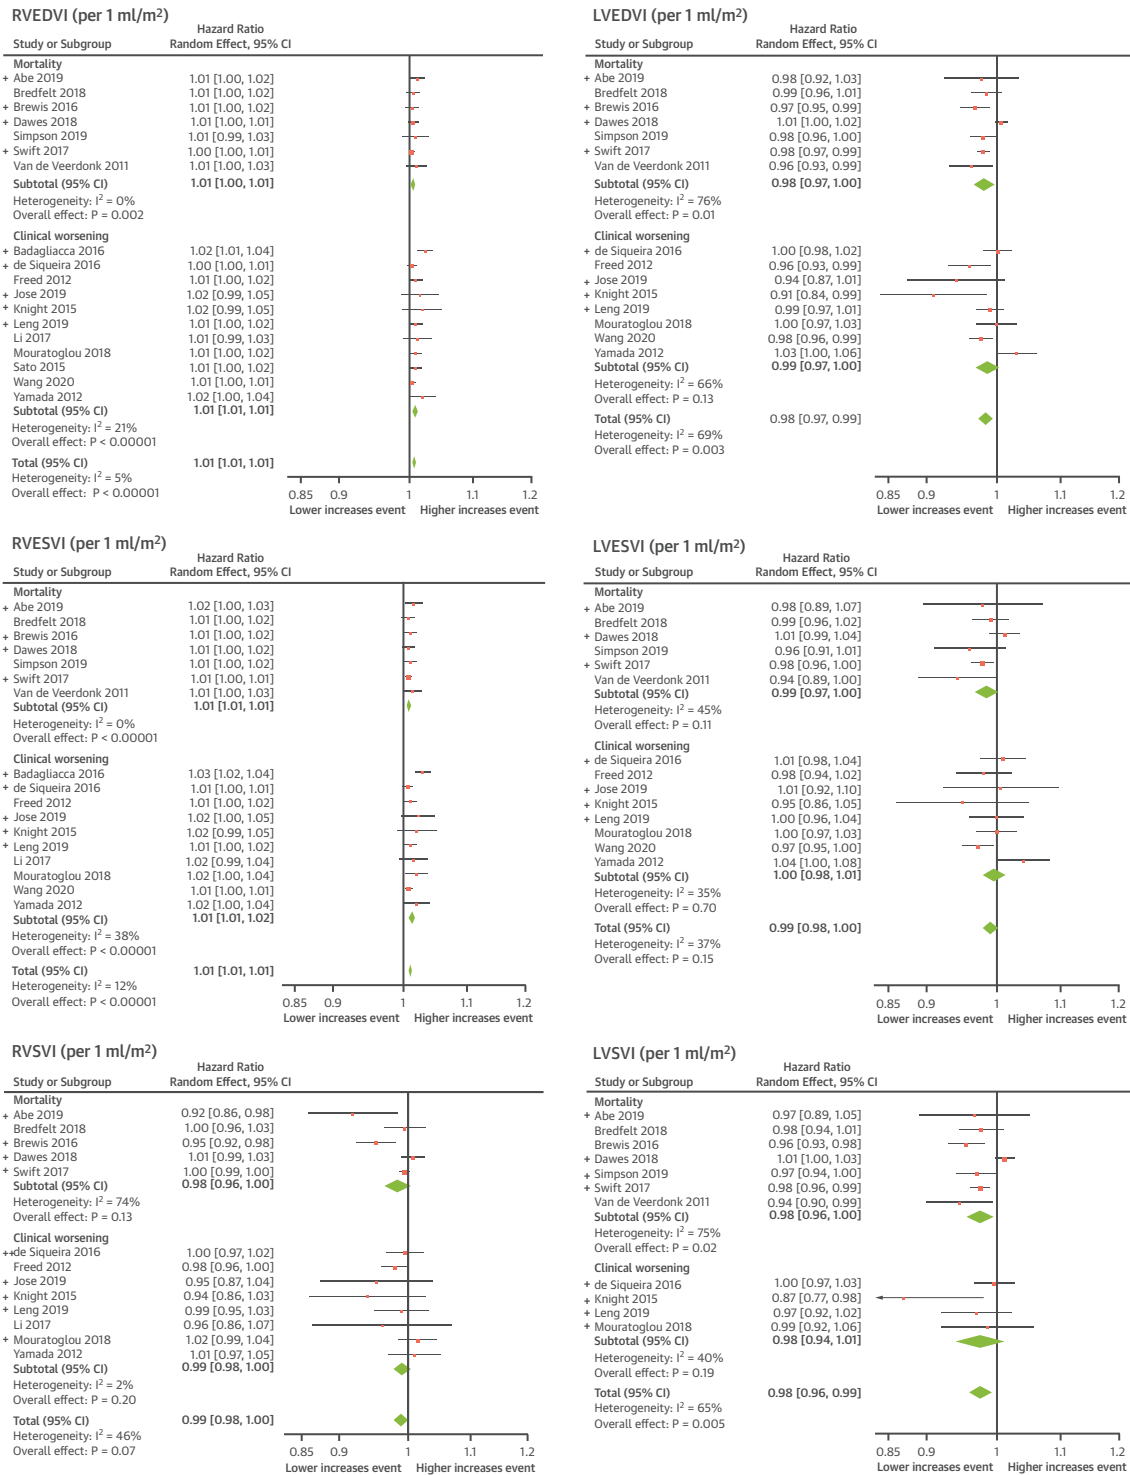 RVEDVI (per 1 ml/m²)
Hazard Ratio
Study or Subgroup Random Effect, 95% CI
Mortality
+ Abe 2019 1.01 [1.00, 1.02]
Bredfelt 2018 1.01 [1.00, 1.02]
+ Brewis 2016 1.01 [1.00, 1.02]
+ Dawes 2018 1.01 [1.00, 1.01]
Simpson 2019 1.01 [0.99, 1.03]
+ Swift 2017 1.00 [1.00, 1.01]
Van de Veerdonk 2011 1.01 [1.00, 1.03]
Subtotal (95% CI) 1.01 [1.00, 1.01]
Heterogeneity: I² = 0%
Overall effect: P = 0.002
Clinical worsening
+ Badagliacca 2016 1.02 [1.01, 1.04]
+ de Siqueira 2016 1.00 [1.00, 1.01]
Freed 2012 1.01 [1.00, 1.02]
+ Jose 2019 1.02 [0.99, 1.05]
+ Knight 2015 1.02 [0.99, 1.05]
+ Leng 2019 1.01 [1.00, 1.02]
Li 2017 1.01 [0.99, 1.03]
Mouratoglou 2018 1.01 [1.00, 1.02]
Sato 2015 1.01 [1.00, 1.02]
Wang 2020 1.01 [1.00, 1.01]
Yamada 2012 1.02 [1.00, 1.04]
Subtotal (95% CI) 1.01 [1.01, 1.01]
Heterogeneity: I² = 21%
Overall effect: P < 0.00001
Total (95% CI) 1.01 [1.01, 1.01]
Heterogeneity: I² = 5%
Overall effect: P < 0.00001
0.85 0.9 1 1.1 1.2
Lower increases event Higher increases event
LVEDVI (per 1 ml/m²)
Hazard Ratio
Study or Subgroup Random Effect, 95% CI
Mortality
+ Abe 2019 0.98 [0.92, 1.03]
Bredfelt 2018 0.99 [0.96, 1.01]
+ Brewis 2016 0.97 [0.95, 0.99]
+ Dawes 2018 1.01 [1.00, 1.02]
Simpson 2019 0.98 [0.96, 1.00]
+ Swift 2017 0.98 [0.97, 0.99]
Van de Veerdonk 2011 0.96 [0.93, 0.99]
Subtotal (95% CI) 0.98 [0.97, 1.00]
Heterogeneity: I² = 76%
Overall effect: P = 0.01
Clinical worsening
+ de Siqueira 2016 1.00 [0.98, 1.02]
Freed 2012 0.96 [0.93, 0.99]
+ Jose 2019 0.94 [0.87, 1.01]
+ Knight 2015 0.91 [0.84, 0.99]
+ Leng 2019 0.99 [0.97, 1.01]
Mouratoglou 2018 1.00 [0.97, 1.03]
Wang 2020 0.98 [0.96, 0.99]
Yamada 2012 1.03 [1.00, 1.06]
Subtotal (95% CI) 0.99 [0.97, 1.00]
Heterogeneity: I² = 66%
Overall effect: P = 0.13
Total (95% CI) 0.98 [0.97, 0.99]
Heterogeneity: I² = 69%
Overall effect: P = 0.003
0.85 0.9 1 1.1 1.2
Lower increases event Higher increases event
RVESVI (per 1 ml/m²)
Hazard Ratio
Study or Subgroup Random Effect, 95% CI
Mortality
+ Abe 2019 1.02 [1.00, 1.03]
Bredfelt 2018 1.01 [1.00, 1.02]
+ Brewis 2016 1.01 [1.00, 1.02]
+ Dawes 2018 1.01 [1.00, 1.02]
Simpson 2019 1.01 [1.00, 1.02]
+ Swift 2017 1.01 [1.00, 1.01]
Van de Veerdonk 2011 1.01 [1.00, 1.03]
Subtotal (95% CI) 1.01 [1.01, 1.01]
Heterogeneity: I² = 0%
Overall effect: P < 0.00001
Clinical worsening
+ Badagliacca 2016 1.03 [1.02, 1.04]
+ de Siqueira 2016 1.01 [1.00, 1.01]
Freed 2012 1.01 [1.00, 1.02]
+ Jose 2019 1.02 [1.00, 1.05]
+ Knight 2015 1.02 [0.99, 1.05]
+ Leng 2019 1.01 [1.00, 1.02]
Li 2017 1.02 [0.99, 1.04]
Mouratoglou 2018 1.02 [1.00, 1.04]
Wang 2020 1.01 [1.00, 1.01]
Yamada 2012 1.02 [1.00, 1.04]
Subtotal (95% CI) 1.01 [1.01, 1.02]
Heterogeneity: I² = 38%
Overall effect: P < 0.00001
Total (95% CI) 1.01 [1.01, 1.01]
Heterogeneity: I² = 12%
Overall effect: P < 0.00001
0.85 0.9 1 1.1 1.2
Lower increases event Higher increases event
LVESVI (per 1 ml/m²)
Hazard Ratio
Study or Subgroup Random Effect, 95% CI
Mortality
+ Abe 2019 0.98 [0.89, 1.07]
Bredfelt 2018 0.99 [0.96, 1.02]
+ Dawes 2018 1.01 [0.99, 1.04]
Simpson 2019 0.96 [0.91, 1.01]
+ Swift 2017 0.98 [0.96, 1.00]
Van de Veerdonk 2011 0.94 [0.89, 1.00]
Subtotal (95% CI) 0.99 [0.97, 1.00]
Heterogeneity: I² = 45%
Overall effect: P = 0.11
Clinical worsening
+ de Siqueira 2016 1.01 [0.98, 1.04]
Freed 2012 0.98 [0.94, 1.02]
+ Jose 2019 1.01 [0.92, 1.10]
+ Knight 2015 0.95 [0.86, 1.05]
+ Leng 2019 1.00 [0.96, 1.04]
Mouratoglou 2018 1.00 [0.97, 1.03]
Wang 2020 0.97 [0.95, 1.00]
Yamada 2012 1.04 [1.00, 1.08]
Subtotal (95% CI) 1.00 [0.98, 1.01]
Heterogeneity: I² = 35%
Overall effect: P = 0.70
Total (95% CI) 0.99 [0.98, 1.00]
Heterogeneity: I² = 37%
Overall effect: P = 0.15
0.85 0.9 1 1.1 1.2
Lower increases event Higher increases event
RVSVI (per 1 ml/m²)
Hazard Ratio
Study or Subgroup Random Effect, 95% CI
Mortality
+ Abe 2019 0.92 [0.86, 0.98]
Bredfelt 2018 1.00 [0.96, 1.03]
+ Brewis 2016 0.95 [0.92, 0.98]
+ Dawes 2018 1.01 [0.99, 1.03]
+ Swift 2017 1.00 [0.99, 1.00]
Subtotal (95% CI) 0.98 [0.96, 1.00]
Heterogeneity: I² = 74%
Overall effect: P = 0.13
Clinical worsening
++de Siqueira 2016 1.00 [0.97, 1.02]
Freed 2012 0.98 [0.96, 1.00]
+ Jose 2019 0.95 [0.87, 1.04]
+ Knight 2015 0.94 [0.86, 1.03]
+ Leng 2019 0.99 [0.95, 1.03]
Li 2017 0.96 [0.86, 1.07]
+ Mouratoglou 2018 1.02 [0.99, 1.04]
Yamada 2012 1.01 [0.97, 1.05]
Subtotal (95% CI) 0.99 [0.98, 1.00]
Heterogeneity: I² = 2%
Overall effect: P = 0.20
Total (95% CI) 0.99 [0.98, 1.00]
Heterogeneity: I² = 46%
Overall effect: P = 0.07
0.85 0.9 1 1.1 1.2
Lower increases event Higher increases event
LVSVI (per 1 ml/m²)
Hazard Ratio
Study or Subgroup Random Effect, 95% CI
Mortality
+ Abe 2019 0.97 [0.89, 1.05]
Bredfelt 2018 0.98 [0.94, 1.01]
Brewis 2016 0.96 [0.93, 0.98]
+ Dawes 2018 1.01 [1.00, 1.03]
+ Simpson 2019 0.97 [0.94, 1.00]
+ Swift 2017 0.98 [0.96, 0.99]
Van de Veerdonk 2011 0.94 [0.90, 0.99]
Subtotal (95% CI) 0.98 [0.96, 1.00]
Heterogeneity: I² = 75%
Overall effect: P = 0.02
Clinical worsening
+ de Siqueira 2016 1.00 [0.97, 1.03]
+ Knight 2015 0.87 [0.77, 0.98]
+ Leng 2019 0.97 [0.92, 1.02]
+ Mouratoglou 2018 0.99 [0.92, 1.06]
Subtotal (95% CI) 0.98 [0.94, 1.01]
Heterogeneity: I² = 40%
Overall effect: P = 0.19
Total (95% CI) 0.98 [0.96, 0.99]
Heterogeneity: I² = 65%
Overall effect: P = 0.005
0.85 0.9 1 1.1 1.2
Lower increases event Higher increases event